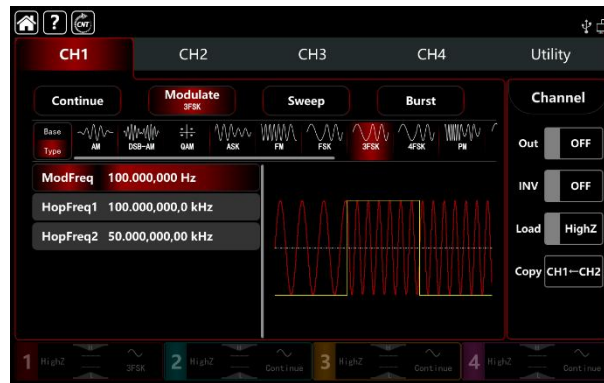 ? CNT
CH1 CH2 CH3 CH4 Utility
Continue Modulate Sweep Burst Channel
3FSK
Base
Type AM DSB-AM QAM ASK FM FSK 3FSK 4FSK PM
Out OFF
ModFreq 100.000,000 Hz
INV OFF
HopFreq1 100.000,000,0 kHz
HopFreq2 50.000,000,00 kHz
Load HighZ
Copy CH1←CH2
1 HighZ 3FSK 2 HighZ Continue 3 HighZ Continue 4 HighZ Continue